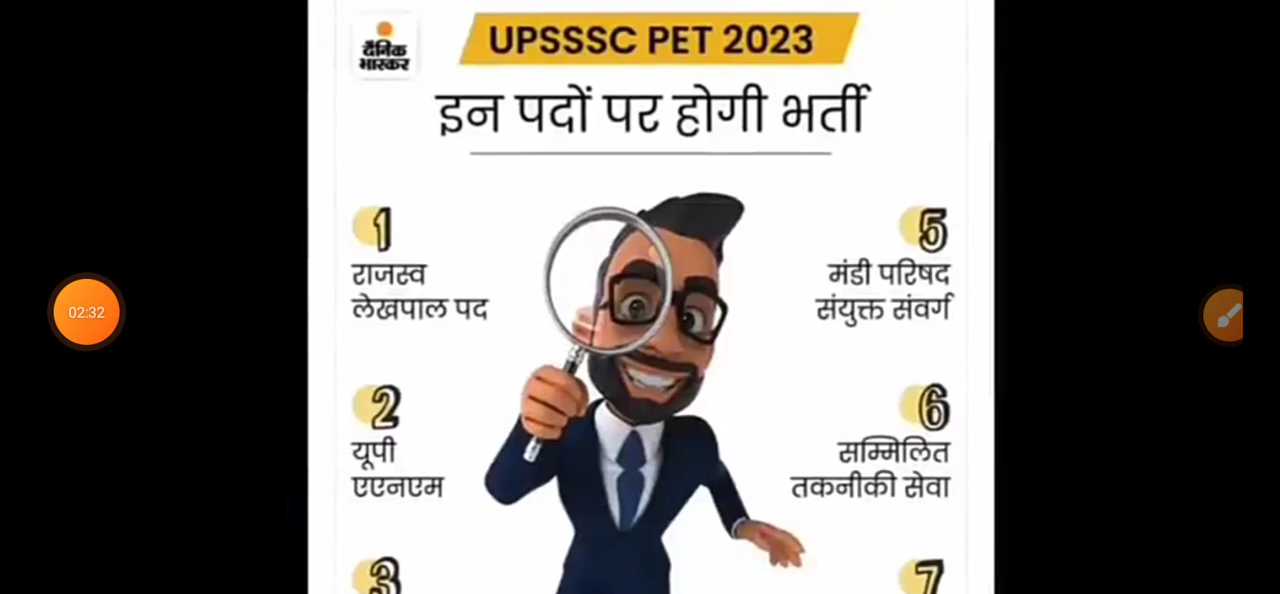 दैनिक
भास्कर
UPSSSC PET 2023
इन पदों पर होगी भर्ती
1
राजस्व
लेखपाल पद
2
यूपी
एएनएम
3
5
मंडी परिषद
संयुक्त संवर्ग
6
सम्मिलित
तकनीकी सेवा
7
02:32